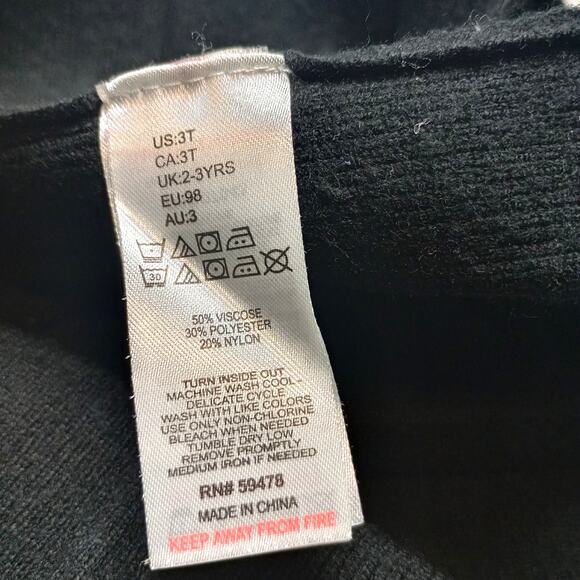 US:3T
CA:3T
UK:2-3YRS
EU:98
AU:3
30
50% VISCOSE
30% POLYESTER
20% NYLON
TURN INSIDE OUT
MACHINE WASH COOL-
DELICATE CYCLE
WASH WITH LIKE COLORS
USE ONLY NON-CHLORINE
BLEACH WHEN NEEDED
TUMBLE DRY LOW
REMOVE PROMPTLY
MEDIUM IRON IF NEEDED
RN# 59478
MADE IN CHINA
KEEP AWAY FROM FIRE